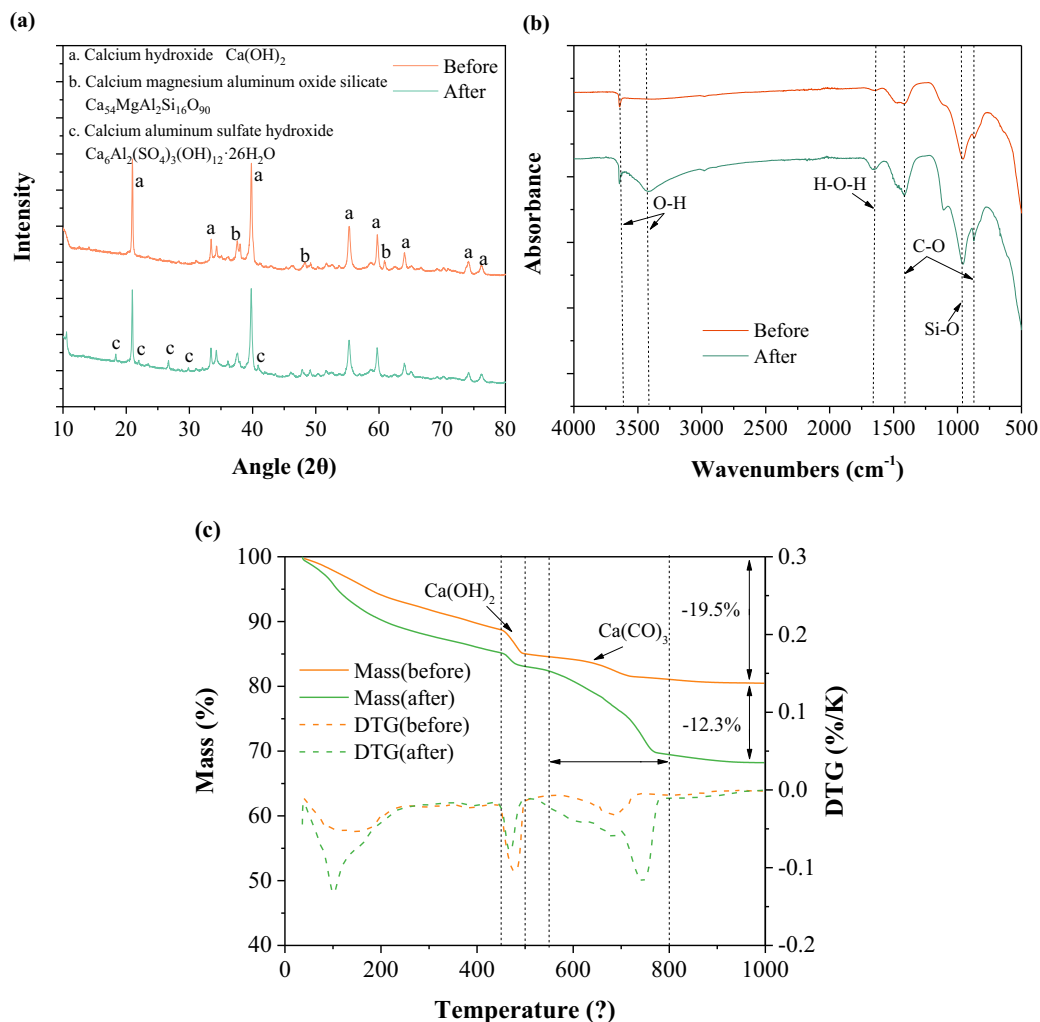 (a)
a. Calcium hydroxide Ca(OH)₂
b. Calcium magnesium aluminum oxide silicate
Ca₅₄MgAl₂Si₁₆O₉₀
c. Calcium aluminum sulfate hydroxide
Ca₆Al₂(SO₄)₃(OH)₁₂·26H₂O
Before
After
a
a
a
b
b
a
a
b
a
a
a
c
c
c
c
c
Intensity
10 20 30 40 50 60 70 80
Angle (2θ)
(b)
O-H
H-O-H
C-O
Si-O
Before
After
Absorbance
4000 3500 3000 2500 2000 1500 1000 500
Wavenumbers (cm⁻¹)
(c)
100
90
80
70
60
50
40
Mass (%)
Ca(OH)₂
Ca(CO)₃
-19.5%
-12.3%
Mass(before)
Mass(after)
DTG(before)
DTG(after)
0.3
0.2
0.1
0.0
-0.1
-0.2
DTG (%/K)
0 200 400 600 800 1000
Temperature (?)